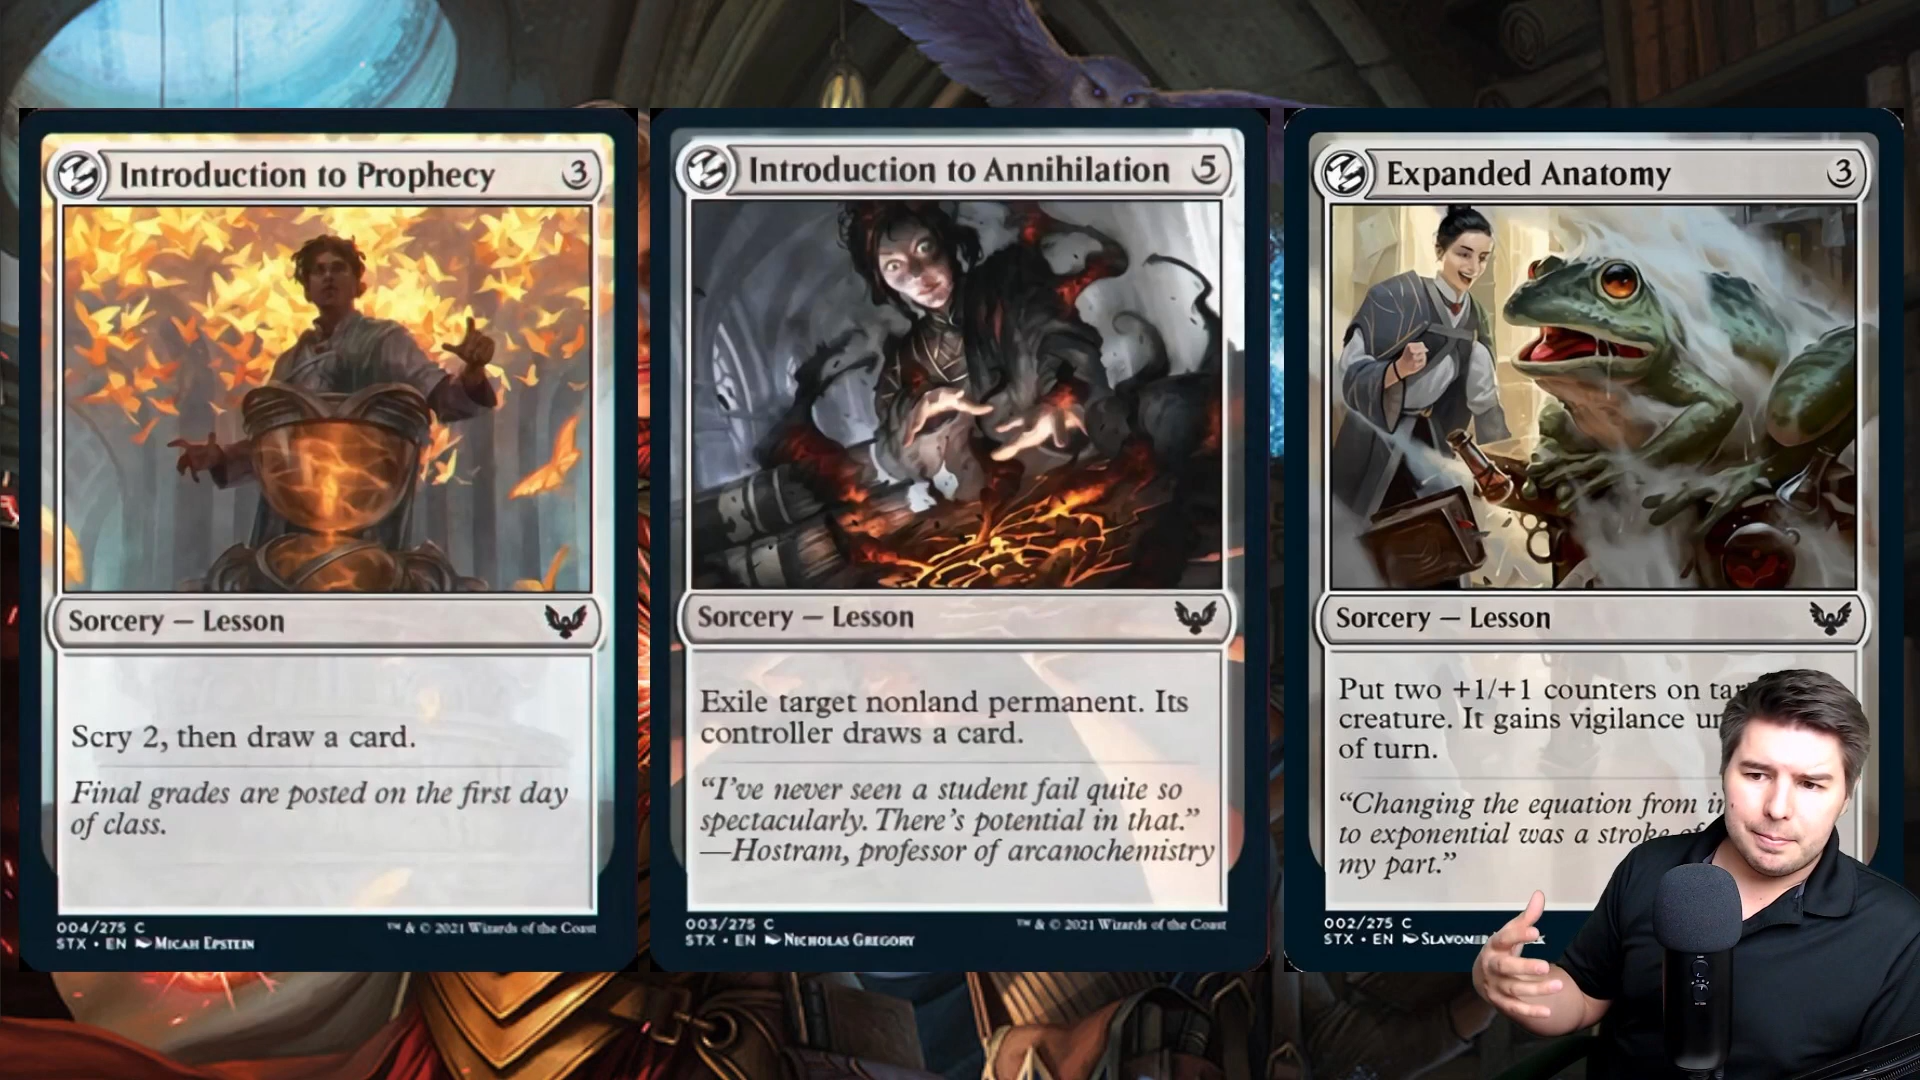 Introduction to Prophecy 3
Sorcery — Lesson
Scry 2, then draw a card.
Final grades are posted on the first day
of class.
004/275 C
STX • EN MICAH EPSTEIN
™ & © 2021 Wizards of the Coast
Introduction to Annihilation 5
Sorcery — Lesson
Exile target nonland permanent. Its
controller draws a card.
“I’ve never seen a student fail quite so
spectacularly. There’s potential in that.”
—Hostram, professor of arcanochemistry
003/275 C
STX • EN NICHOLAS GREGORY
™ & © 2021 Wizards of the Coast
Expanded Anatomy 3
Sorcery — Lesson
Put two +1/+1 counters on
creature. It gains vigilance
of turn.
“Changing the equation from
to exponential was a stroke of
my part.”
002/275 C
STX • EN